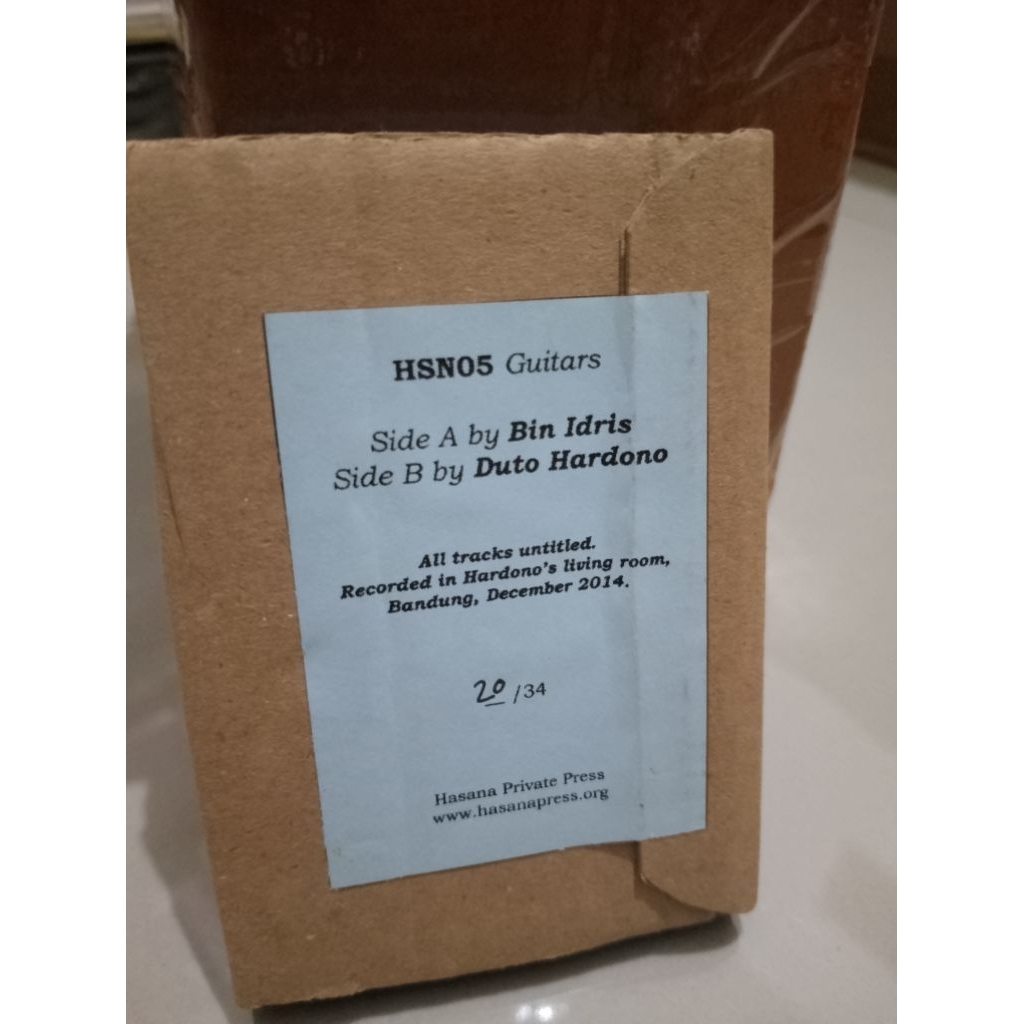 HSN05 Guitars
Side A by Bin Idris
Side B by Duto Hardono
All tracks untitled.
Recorded in Hardono's living room,
Bandung, December 2014.
20 /34
Hasana Private Press
www.hasanapress.org